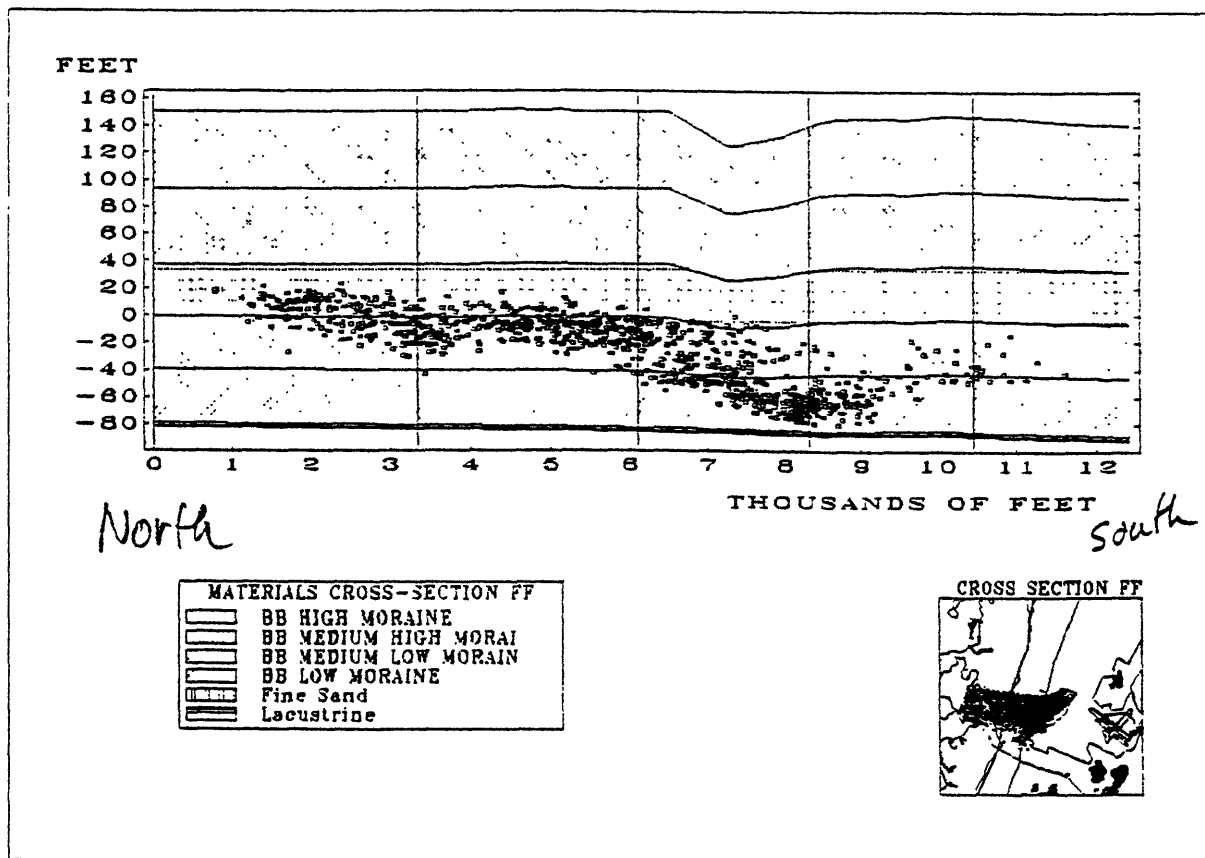 FEET
160
140
120
100
80
60
40
20
0
-20
-40
-60
-80
0 1 2 3 4 5 6 7 8 9 10 11 12
THOUSANDS OF FEET
North
South
MATERIALS CROSS-SECTION FF
BB HIGH MORAINE
BB MEDIUM HIGH MORAI
BB MEDIUM LOW MORAIN
BB LOW MORAINE
Fine Sand
Lacustrine
CROSS SECTION FF